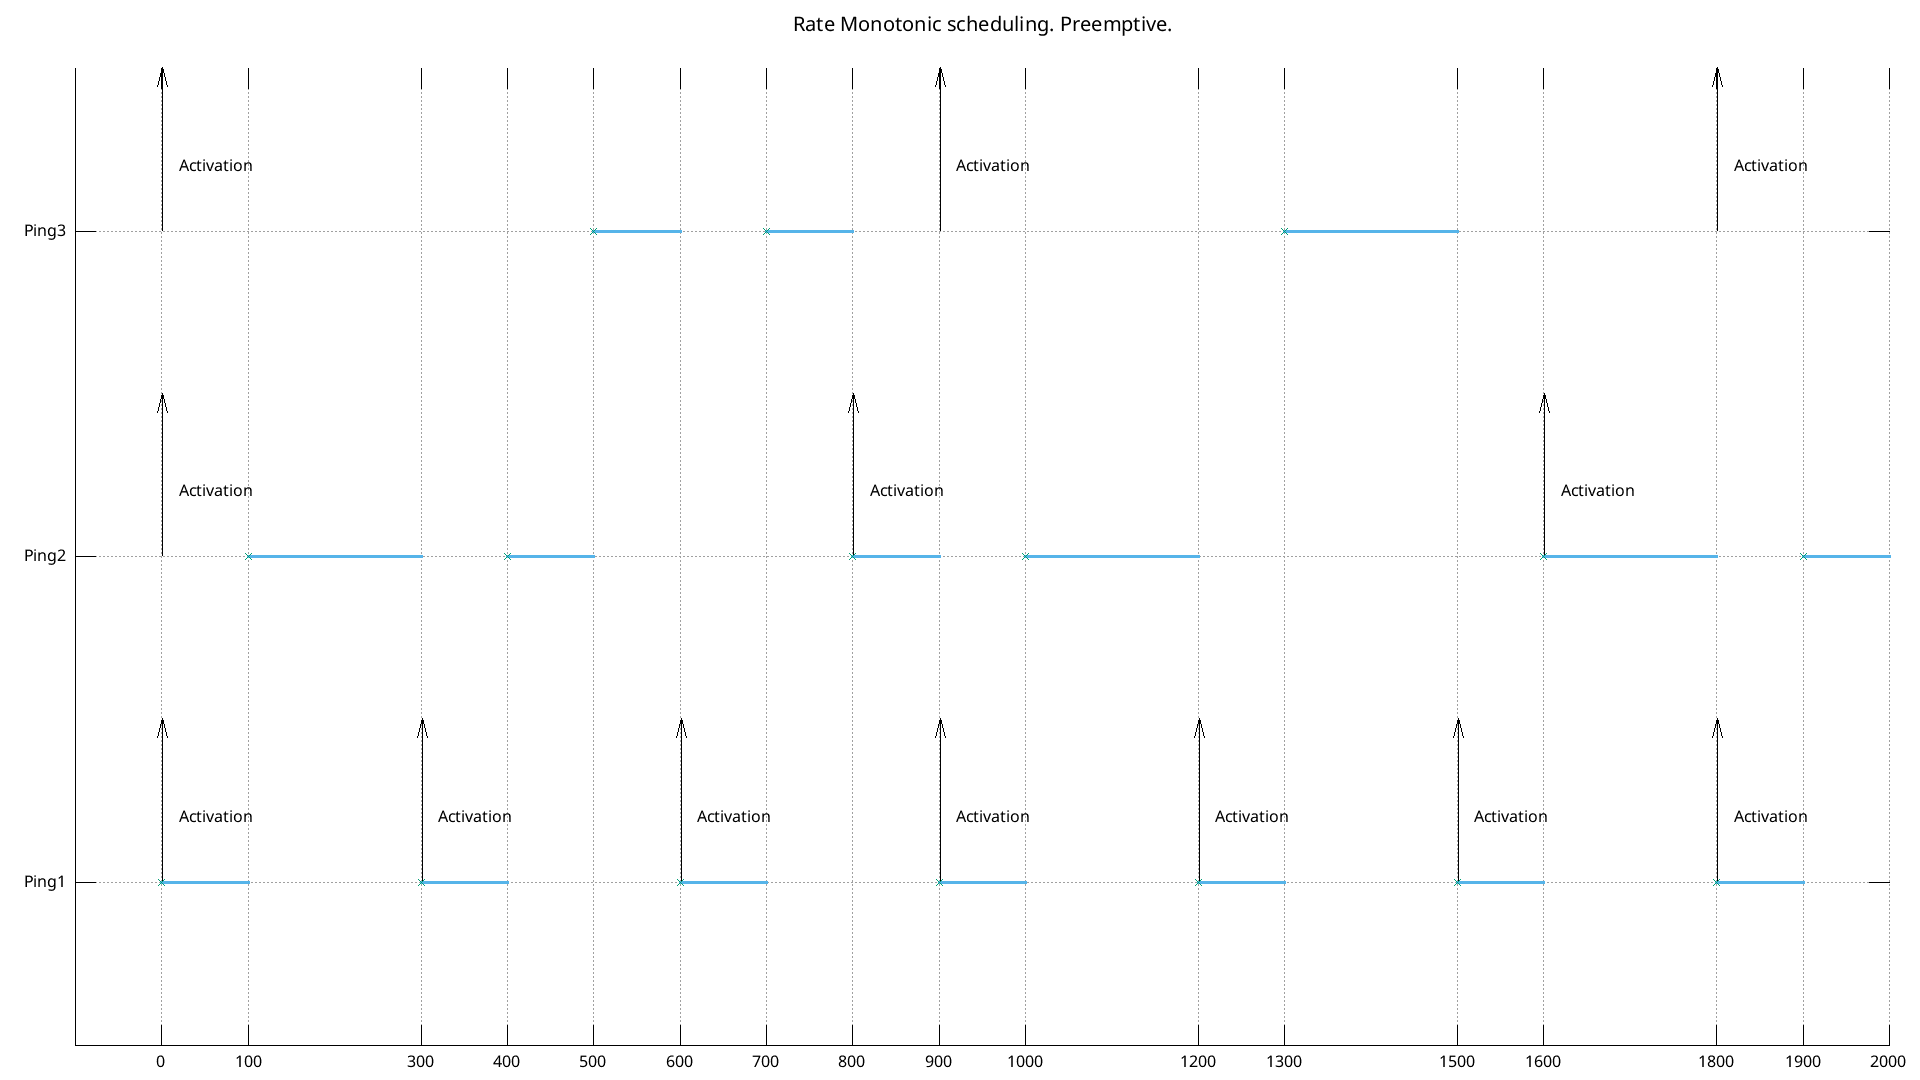 Rate Monotonic scheduling. Preemptive.
Activation Activation Activation
Ping3
Activation Activation Activation
Ping2
Activation Activation Activation Activation Activation Activation Activation
Ping1
0 100 300 400 500 600 700 800 900 1000 1200 1300 1500 1600 1800 1900 2000